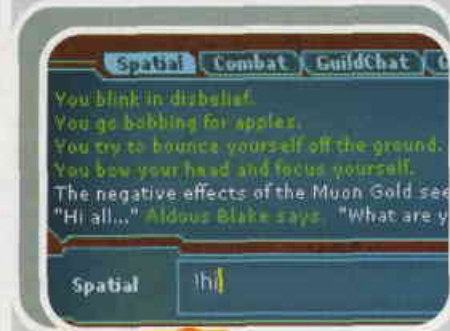 Spatial Combat GuildChat
You blink in disbelief.
You go bobbing for apples.
You try to bounce yourself off the ground.
You bow your head and focus yourself.
The negative effects of the Muon Gold see
"Hi all..." Aldous Blake says. "What are y
Spatial !hi